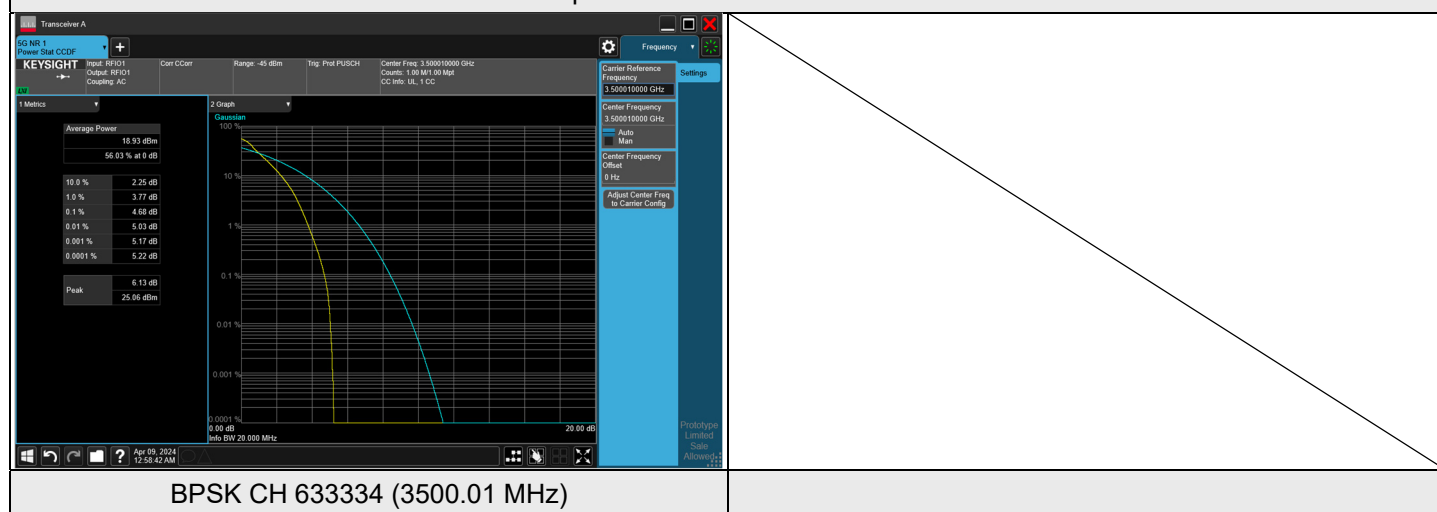 Transceiver A
5G NR 1
Power Stat CCDF
+
Frequency
KEYSIGHT
LXI
Input: RFIO1
Output: RFIO1
Coupling: AC
Corr CCorr
Range: -45 dBm
Trig: Prot PUSCH
Center Freq: 3.500010000 GHz
Counts: 1.00 M/1.00 Mpt
CC Info: UL, 1 CC
Carrier Reference
Frequency
3.500010000 GHz
Settings
Center Frequency
3.500010000 GHz
Auto
Man
Center Frequency
Offset
0 Hz
Adjust Center Freq
to Carrier Config
1 Metrics
Average Power
18.93 dBm
56.03 % at 0 dB
10.0 % 2.25 dB
1.0 % 3.77 dB
0.1 % 4.68 dB
0.01 % 5.03 dB
0.001 % 5.17 dB
0.0001 % 5.22 dB
Peak
6.13 dB
25.06 dBm
2 Graph
Gaussian
100 %
10 %
1 %
0.1 %
0.01 %
0.001 %
0.0001 %
0.00 dB 20.00 dB
Info BW 20.000 MHz
Prototype
Limited
Sale
Allowed
?
Apr 09, 2024
12:58:42 AM
BPSK CH 633334 (3500.01 MHz)